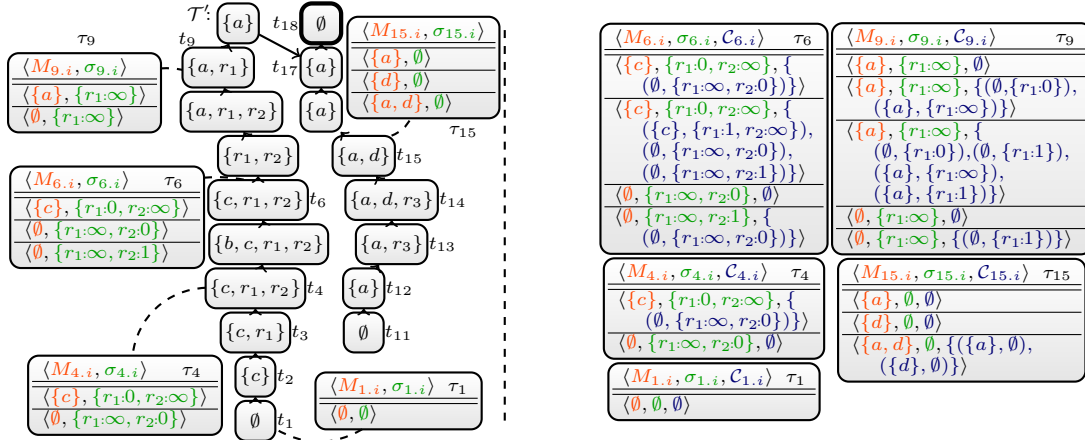 𝒯′:
{a}
t18
∅
t9
{a, r1}
t17
{a}
{a, r1, r2}
{a}
{r1, r2}
{a, d}
t15
{c, r1, r2}
t6
{a, d, r3}
t14
{b, c, r1, r2}
{a, r3}
t13
{c, r1, r2}
t4
{a}
t12
{c, r1}
t3
∅
t11
{c}
t2
∅
t1
τ9
⟨M9.i, σ9.i⟩
⟨{a}, {r1:∞}⟩
⟨∅, {r1:∞}⟩
⟨M15.i, σ15.i⟩
⟨{a}, ∅⟩
⟨{d}, ∅⟩
⟨{a, d}, ∅⟩
τ15
⟨M6.i, σ6.i⟩ τ6
⟨{c}, {r1:0, r2:∞}⟩
⟨∅, {r1:∞, r2:0}⟩
⟨∅, {r1:∞, r2:1}⟩
⟨M4.i, σ4.i⟩ τ4
⟨{c}, {r1:0, r2:∞}⟩
⟨∅, {r1:∞, r2:0}⟩
⟨M1.i, σ1.i⟩ τ1
⟨∅, ∅⟩
⟨M6.i, σ6.i, 𝒞6.i⟩ τ6
⟨{c}, {r1:0, r2:∞}, {
(∅, {r1:∞, r2:0})}⟩
⟨{c}, {r1:0, r2:∞}, {
({c}, {r1:1, r2:∞}),
(∅, {r1:∞, r2:0}),
(∅, {r1:∞, r2:1})}⟩
⟨∅, {r1:∞, r2:0}, ∅⟩
⟨∅, {r1:∞, r2:1}, {
(∅, {r1:∞, r2:0})}⟩
⟨M4.i, σ4.i, 𝒞4.i⟩ τ4
⟨{c}, {r1:0, r2:∞}, {
(∅, {r1:∞, r2:0})}⟩
⟨∅, {r1:∞, r2:0}, ∅⟩
⟨M1.i, σ1.i, 𝒞1.i⟩ τ1
⟨∅, ∅, ∅⟩
⟨M9.i, σ9.i, 𝒞9.i⟩ τ9
⟨{a}, {r1:∞}, ∅⟩
⟨{a}, {r1:∞}, {(∅,{r1:0}),
({a}, {r1:∞})}⟩
⟨{a}, {r1:∞}, {
(∅, {r1:0}),(∅, {r1:1}),
({a}, {r1:∞}),
({a}, {r1:1})}⟩
⟨∅, {r1:∞}, ∅⟩
⟨∅, {r1:∞}, {(∅, {r1:1})}⟩
⟨M15.i, σ15.i, 𝒞15.i⟩ τ15
⟨{a}, ∅, ∅⟩
⟨{d}, ∅, ∅⟩
⟨{a, d}, ∅, {({a}, ∅),
({d}, ∅)}⟩